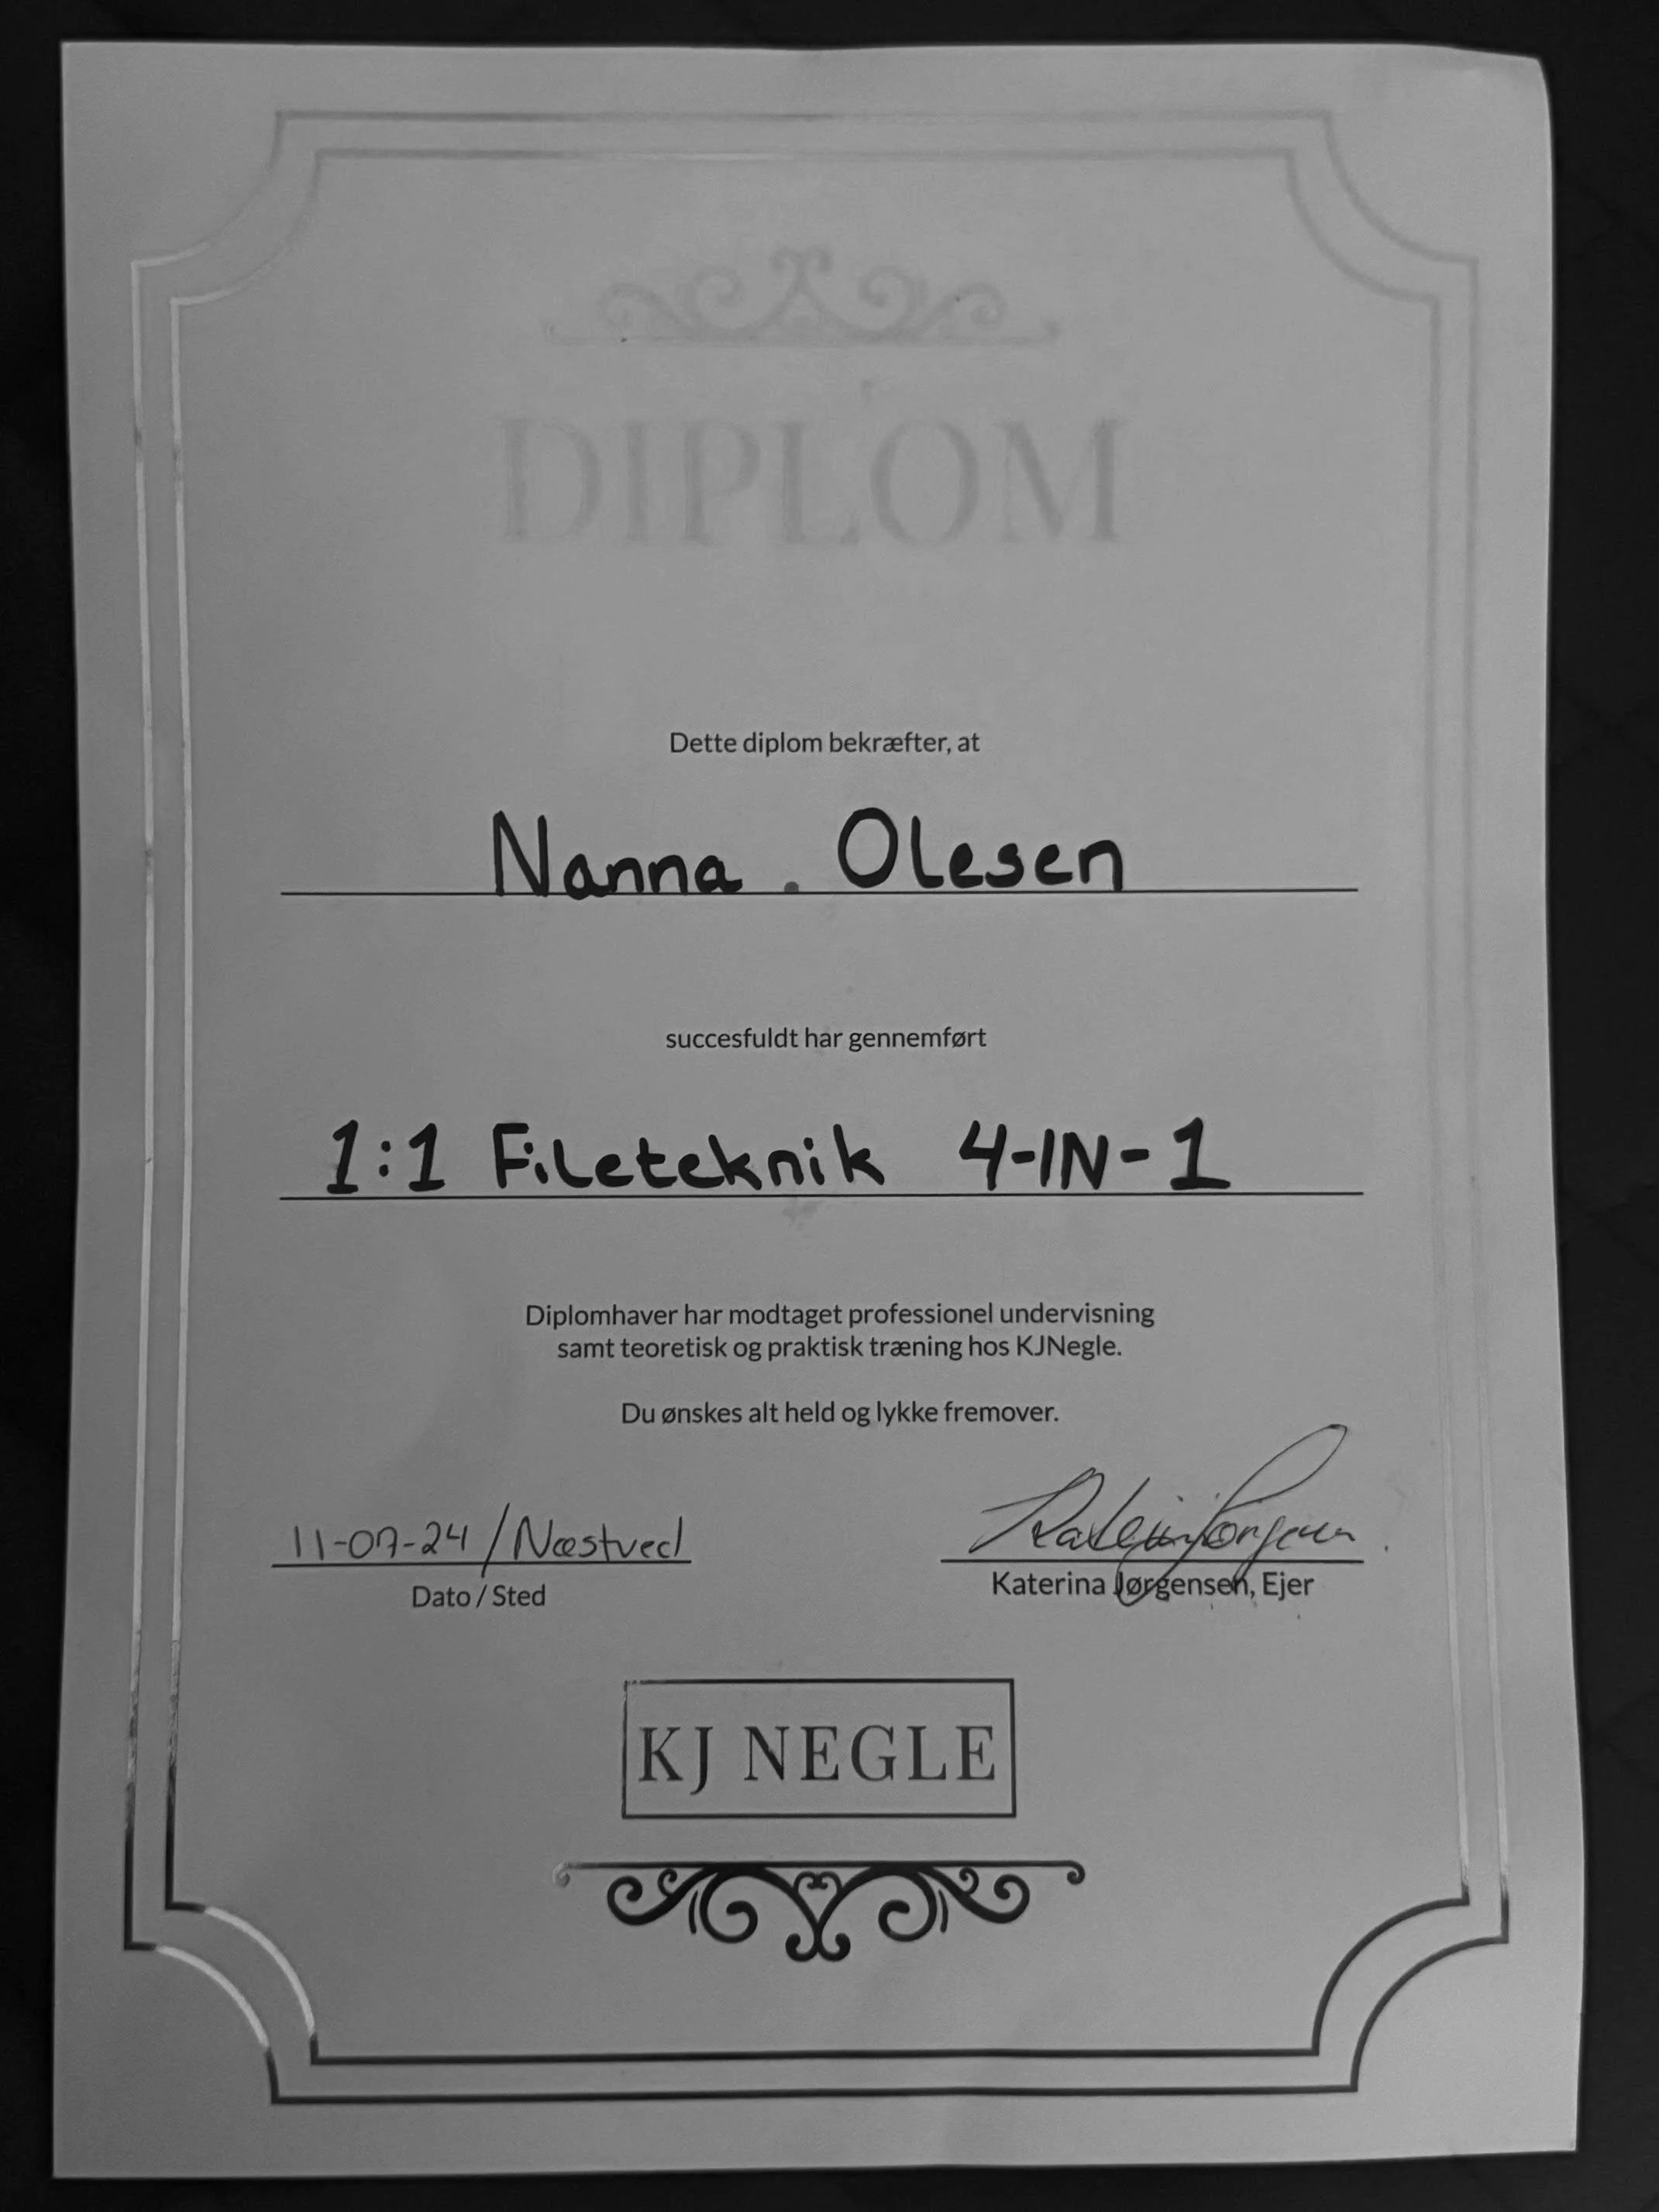 DIPLOM
Dette diplom bekræfter, at
Nanna . Olesen
succesfuldt har gennemført
1:1 Fileteknik 4-IN-1
Diplomhaver har modtaget professionel undervisning
samt teoretisk og praktisk træning hos KJNegle.
Du ønskes alt held og lykke fremover.
11-07-24 / Næstved
Dato / Sted
Katerina Jørgensen, Ejer
KJ NEGLE